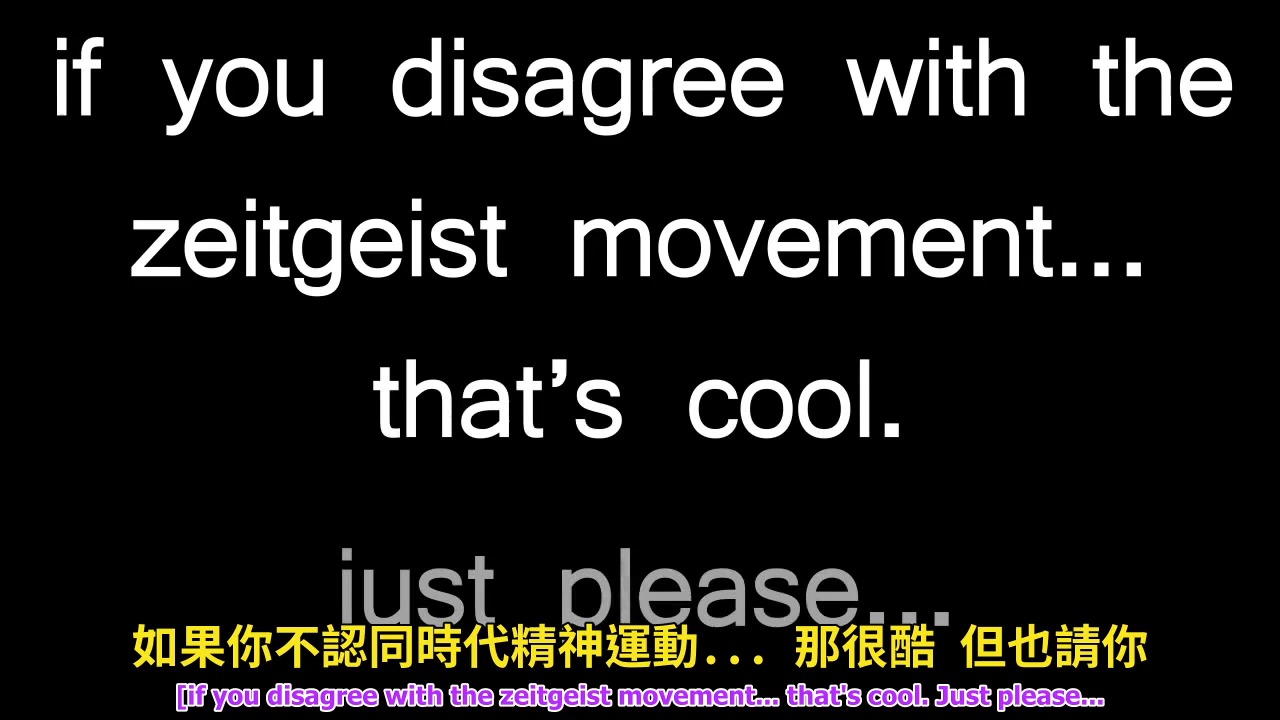 if you disagree with the
zeitgeist movement...
that’s cool.
just please...
如果你不認同時代精神運動... 那很酷 但也請你
[if you disagree with the zeitgeist movement... that's cool. Just please...